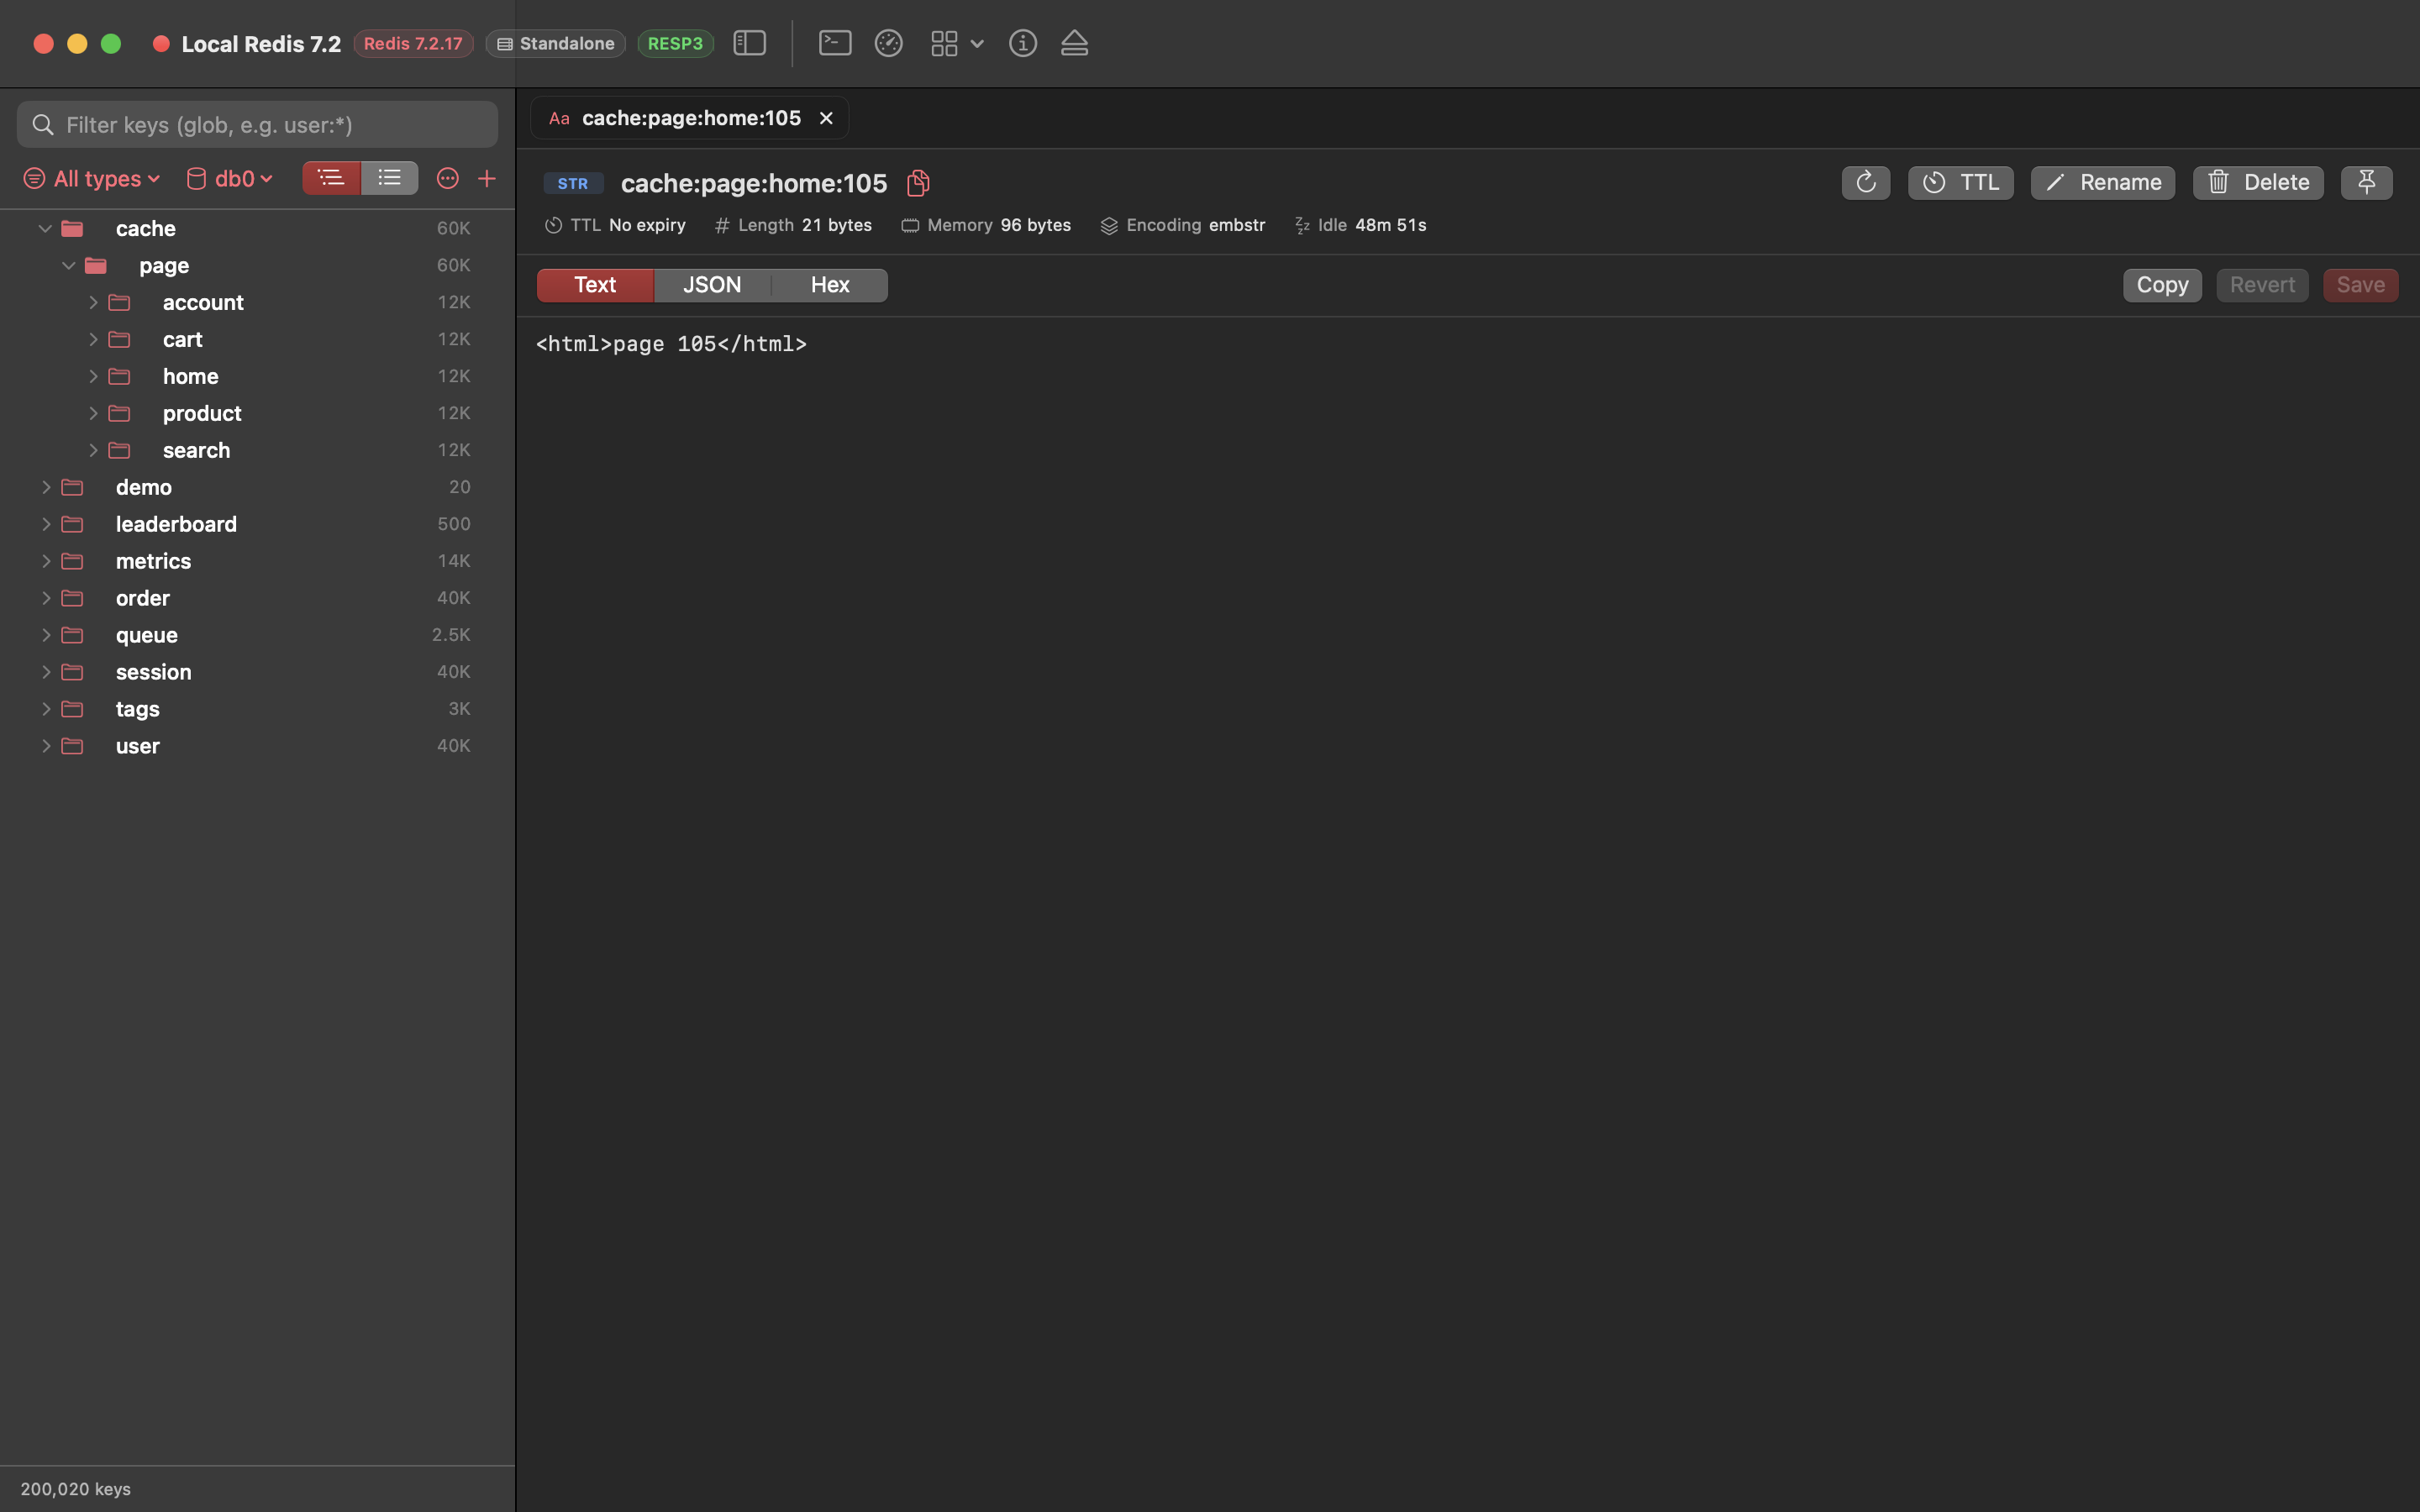 Local Redis 7.2 Redis 7.2.17 Standalone RESP3
Filter keys (glob, e.g. user:*)
All types db0
cache 60K
page 60K
account 12K
cart 12K
home 12K
product 12K
search 12K
demo 20
leaderboard 500
metrics 14K
order 40K
queue 2.5K
session 40K
tags 3K
user 40K
200,020 keys
Aa cache:page:home:105
STR cache:page:home:105
TTL Rename Delete
TTL No expiry # Length 21 bytes Memory 96 bytes Encoding embstr Idle 48m 51s
Text JSON Hex
Copy Revert Save
<html>page 105</html>